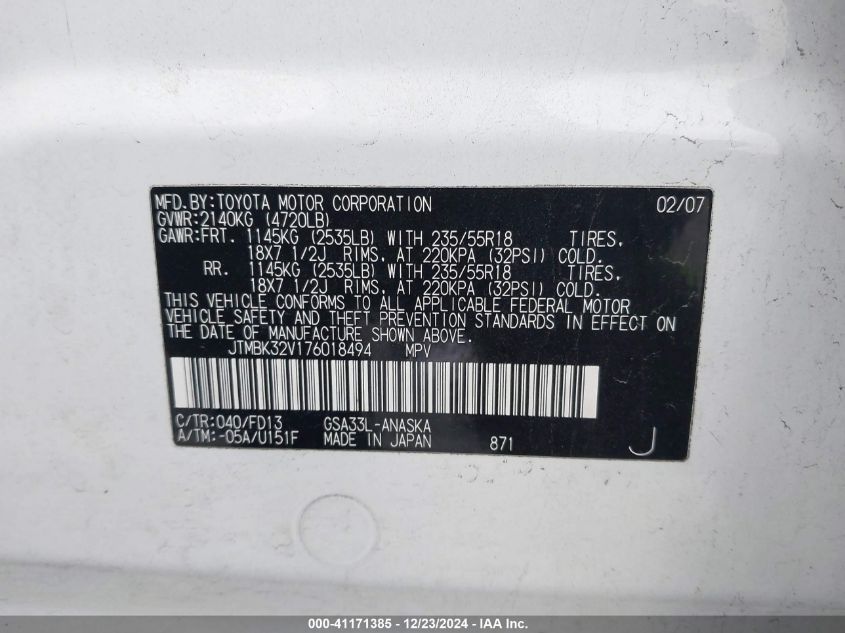 MFD.BY:TOYOTA MOTOR CORPORATION 02/07
GVWR:2140KG (4720LB)
GAWR:FRT. 1145KG (2535LB) WITH 235/55R18 TIRES,
18X7 1/2J RIMS, AT 220KPA (32PSI) COLD.
RR. 1145KG (2535LB) WITH 235/55R18 TIRES,
18X7 1/2J RIMS, AT 220KPA (32PSI) COLD.
THIS VEHICLE CONFORMS TO ALL APPLICABLE FEDERAL MOTOR
VEHICLE SAFETY AND THEFT PREVENTION STANDARDS IN EFFECT ON
THE DATE OF MANUFACTURE SHOWN ABOVE.
JTMBK32V176018494 MPV
C/TR:040/FD13 GSA33L-ANASKA
A/TM:-05A/U151F MADE IN JAPAN 871 J
000-41171385 - 12/23/2024 - IAA Inc.